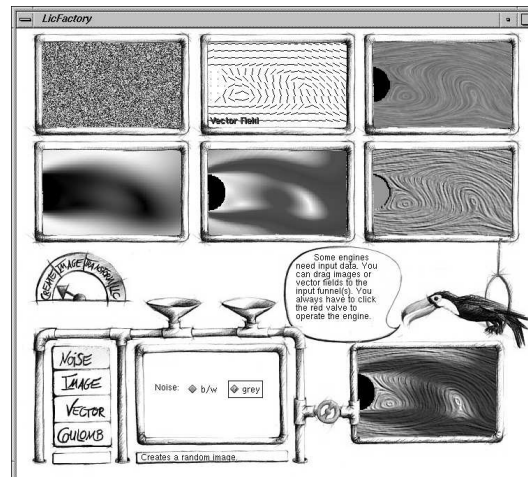 LicFactory
Vector Field
Some engines
need input data. You
can drag images or
vector fields to the
input funnel(s). You
always have to click
the red valve to
operate the engine.
CREATE IMAGE TRANSFORM LIC
NOISE
IMAGE
VECTOR
COULOMB
Noise: b/w grey
Creates a random image.